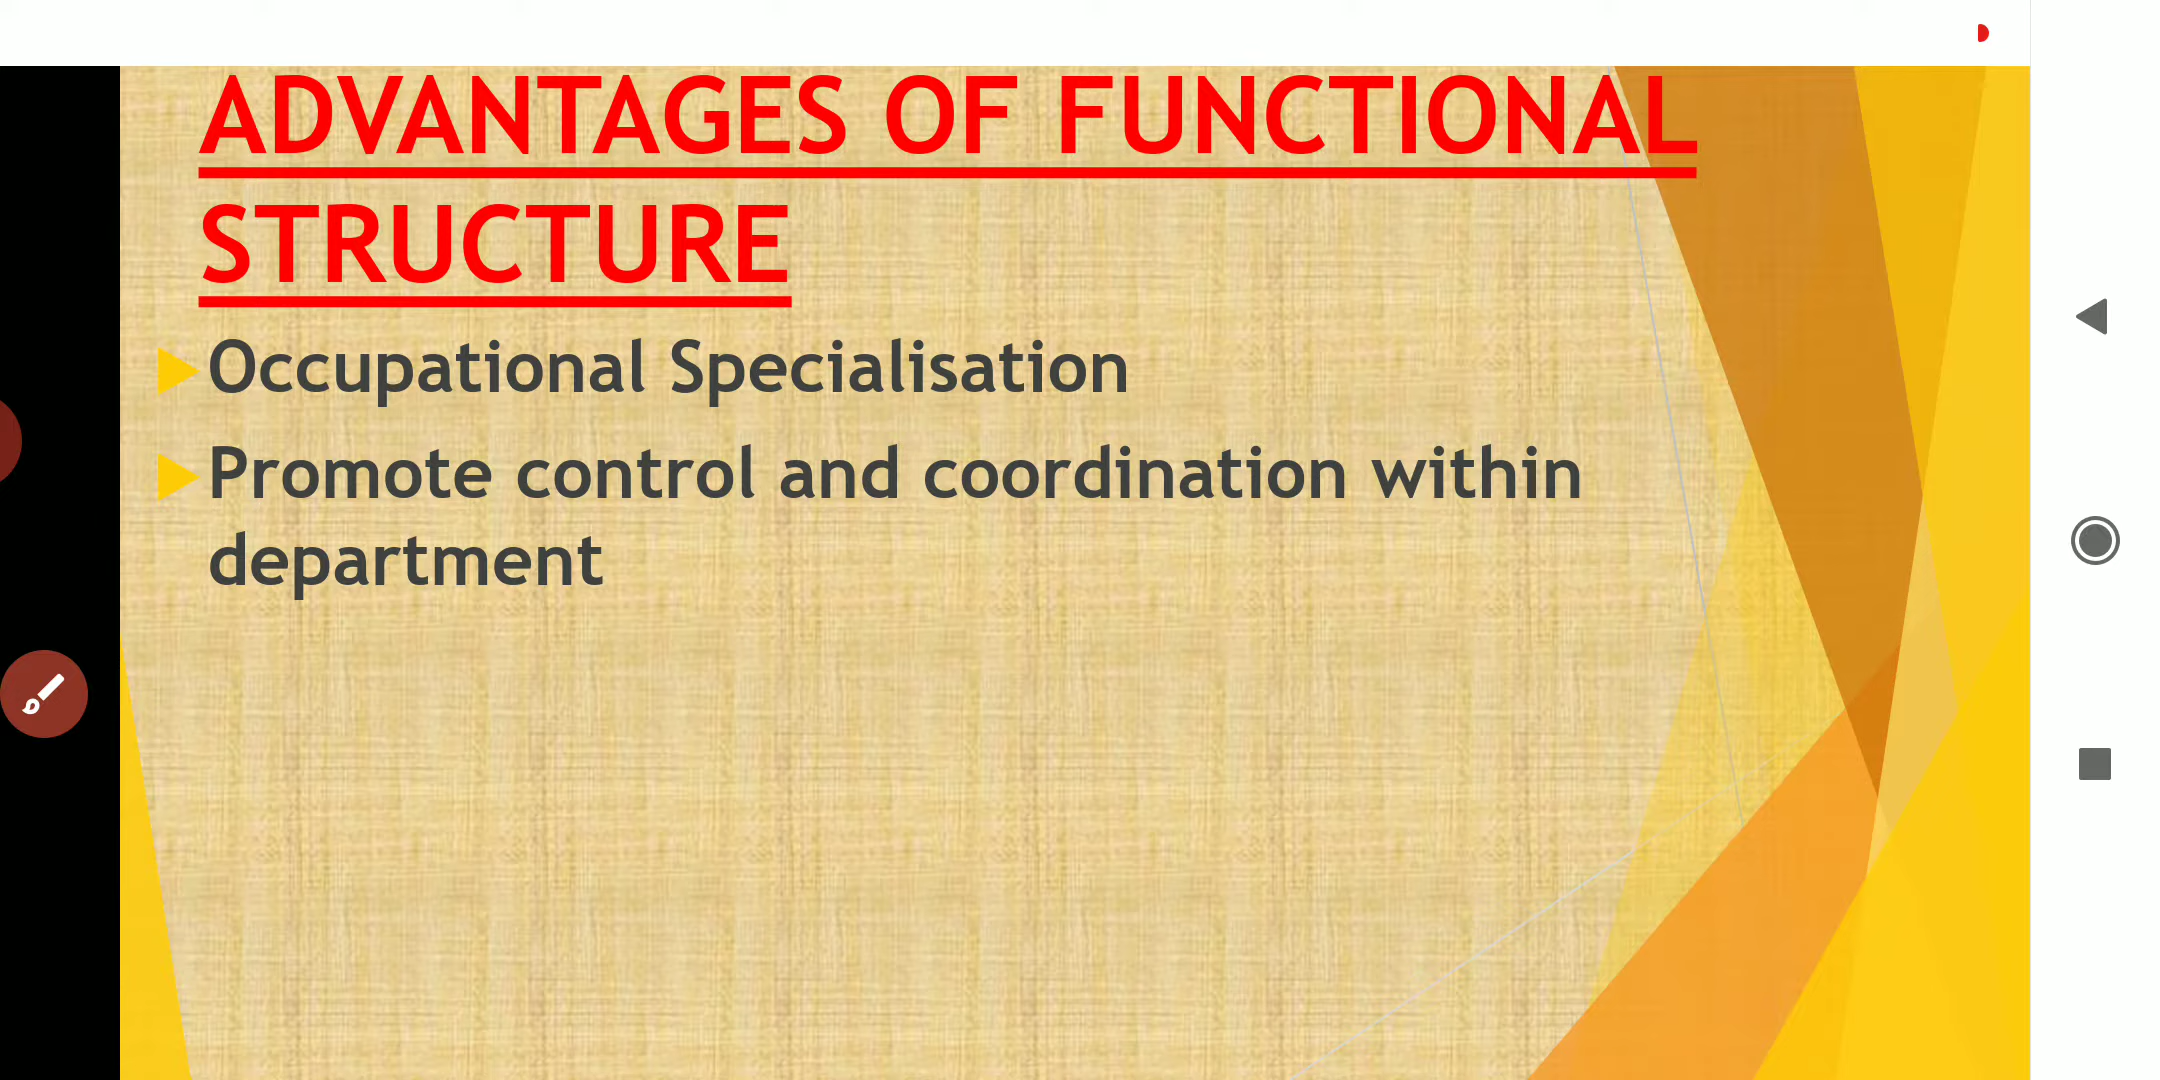 ADVANTAGES OF FUNCTIONAL
STRUCTURE
Occupational Specialisation
Promote control and coordination within
department